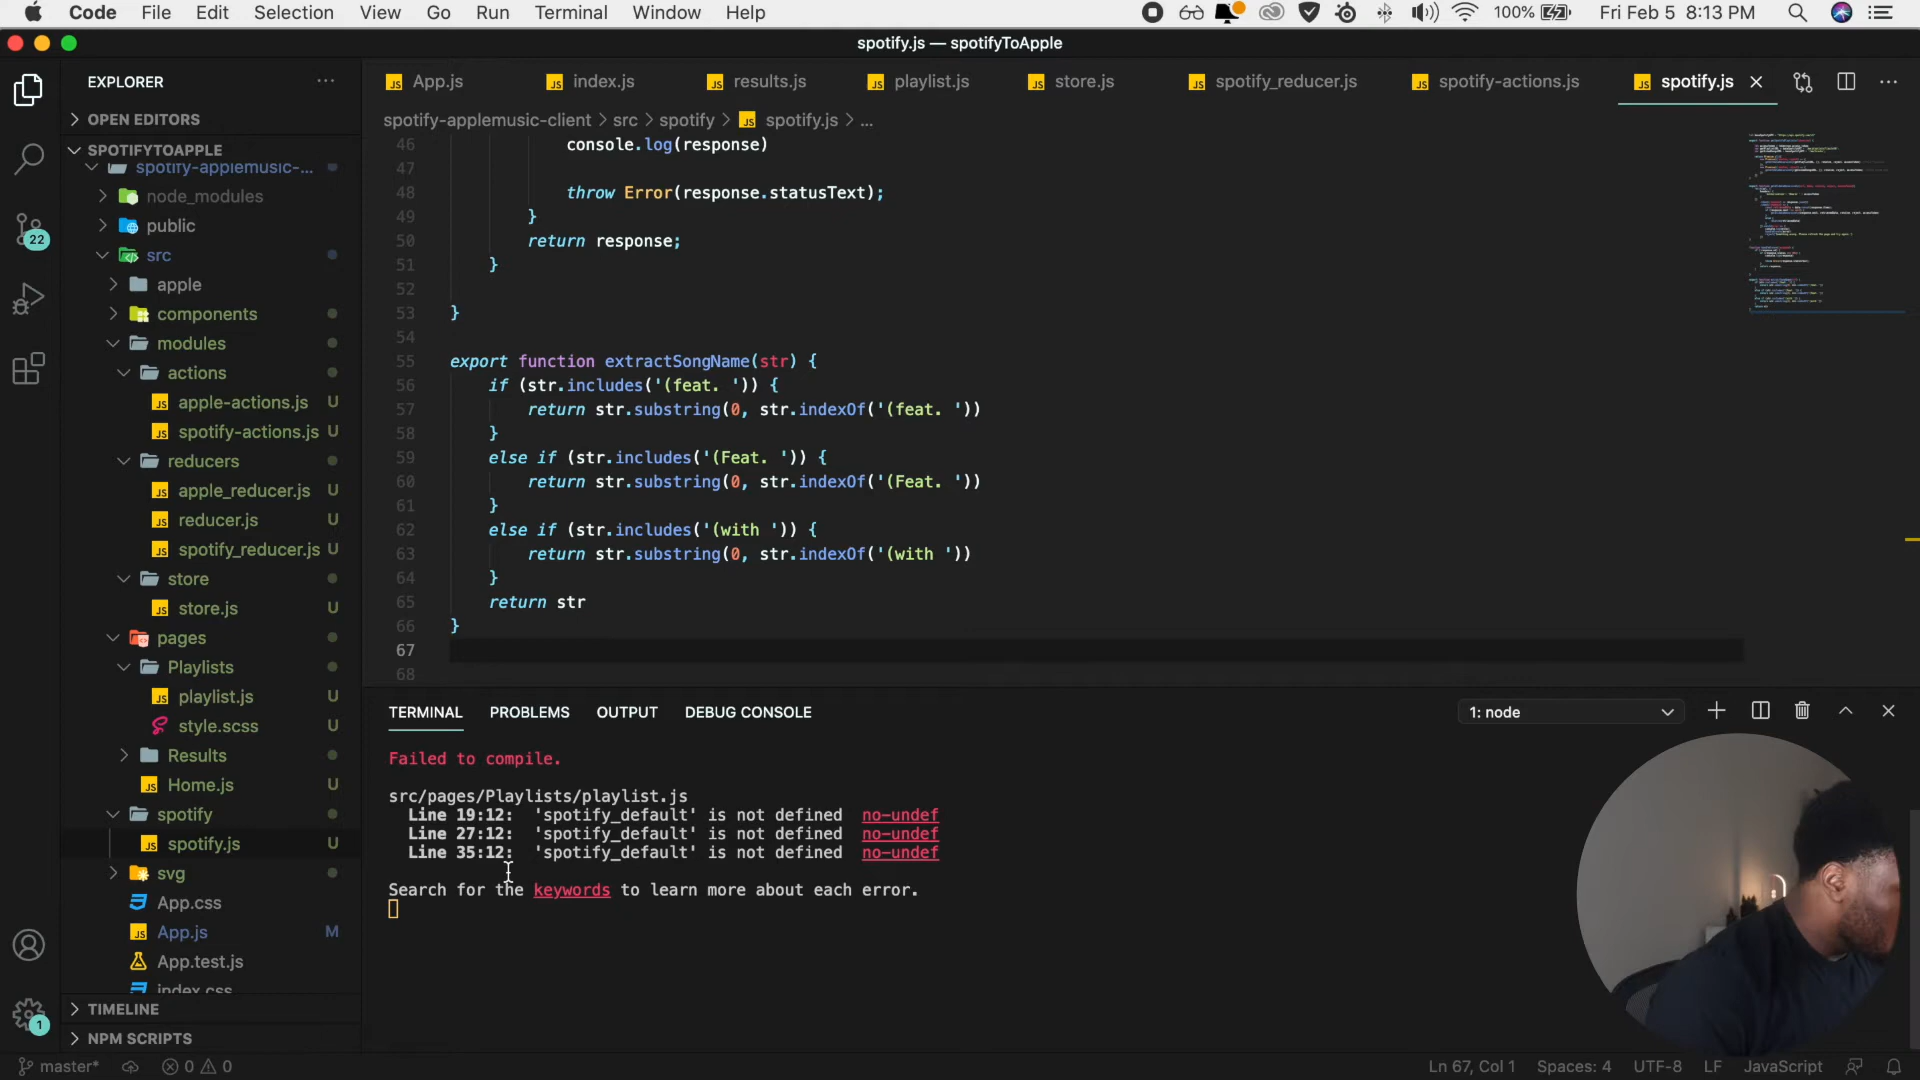 Code File Edit Selection View Go Run Terminal Window Help 100% Fri Feb 5 8:13 PM
spotify.js — spotifyToApple
EXPLORER
App.js index.js results.js playlist.js store.js spotify_reducer.js spotify-actions.js spotify.js
OPEN EDITORS
spotify-applemusic-client > src > spotify > spotify.js > ...
SPOTIFYTOAPPLE
spotify-applemusic-...
node_modules
public
22
src
apple
components
modules
actions
apple-actions.js U
spotify-actions.js U
reducers
apple_reducer.js U
reducer.js U
spotify_reducer.js U
store
store.js U
pages
Playlists
playlist.js U
style.scss U
Results
Home.js U
spotify
spotify.js U
svg
App.css
App.js M
App.test.js
index.css
TIMELINE
NPM SCRIPTS
1
46 console.log(response)
47
48 throw Error(response.statusText);
49 }
50 return response;
51 }
52
53 }
54
55 export function extractSongName(str) {
56 if (str.includes('(feat. ')) {
57 return str.substring(0, str.indexOf('(feat. '))
58 }
59 else if (str.includes('(Feat. ')) {
60 return str.substring(0, str.indexOf('(Feat. '))
61 }
62 else if (str.includes('(with ')) {
63 return str.substring(0, str.indexOf('(with '))
64 }
65 return str
66 }
67
68
TERMINAL PROBLEMS OUTPUT DEBUG CONSOLE 1: node
Failed to compile.
src/pages/Playlists/playlist.js
Line 19:12: 'spotify_default' is not defined no-undef
Line 27:12: 'spotify_default' is not defined no-undef
Line 35:12: 'spotify_default' is not defined no-undef
Search for the keywords to learn more about each error.
master* 0 0 Ln 67, Col 1 Spaces: 4 UTF-8 LF JavaScript